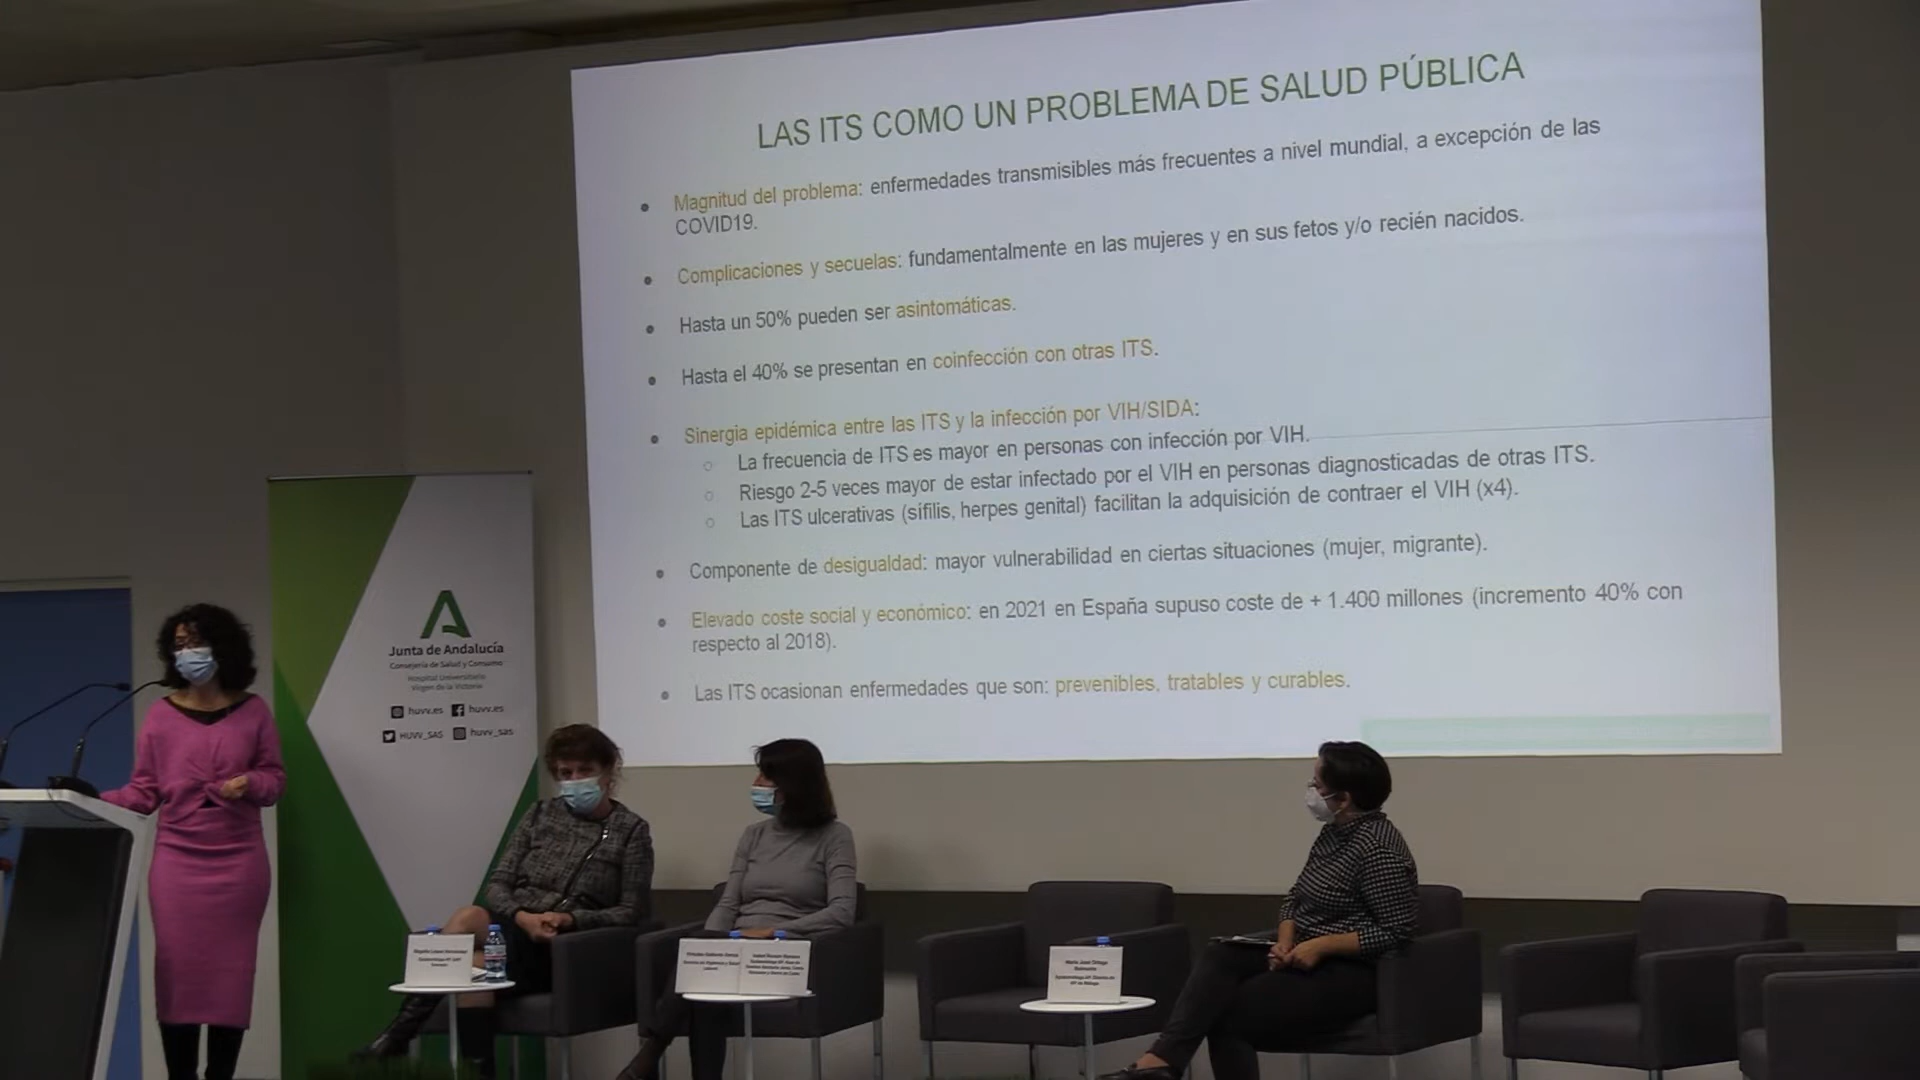 LAS ITS COMO UN PROBLEMA DE SALUD PÚBLICA
• Magnitud del problema: enfermedades transmisibles más frecuentes a nivel mundial, a excepción de las
COVID19.
• Complicaciones y secuelas: fundamentalmente en las mujeres y en sus fetos y/o recién nacidos.
• Hasta un 50% pueden ser asintomáticas.
• Hasta el 40% se presentan en coinfección con otras ITS.
• Sinergia epidémica entre las ITS y la infección por VIH/SIDA:
○ La frecuencia de ITS es mayor en personas con infección por VIH.
○ Riesgo 2-5 veces mayor de estar infectado por el VIH en personas diagnosticadas de otras ITS.
○ Las ITS ulcerativas (sífilis, herpes genital) facilitan la adquisición de contraer el VIH (x4).
• Componente de desigualdad: mayor vulnerabilidad en ciertas situaciones (mujer, migrante).
• Elevado coste social y económico: en 2021 en España supuso coste de + 1.400 millones (incremento 40% con
respecto al 2018).
• Las ITS ocasionan enfermedades que son: prevenibles, tratables y curables.
Junta de Andalucía
Consejería de Salud y Consumo
Hospital Universitario
Virgen de la Victoria
huvv.es huvv.es
HUVV_SAS huvv_sas
María José Ortega